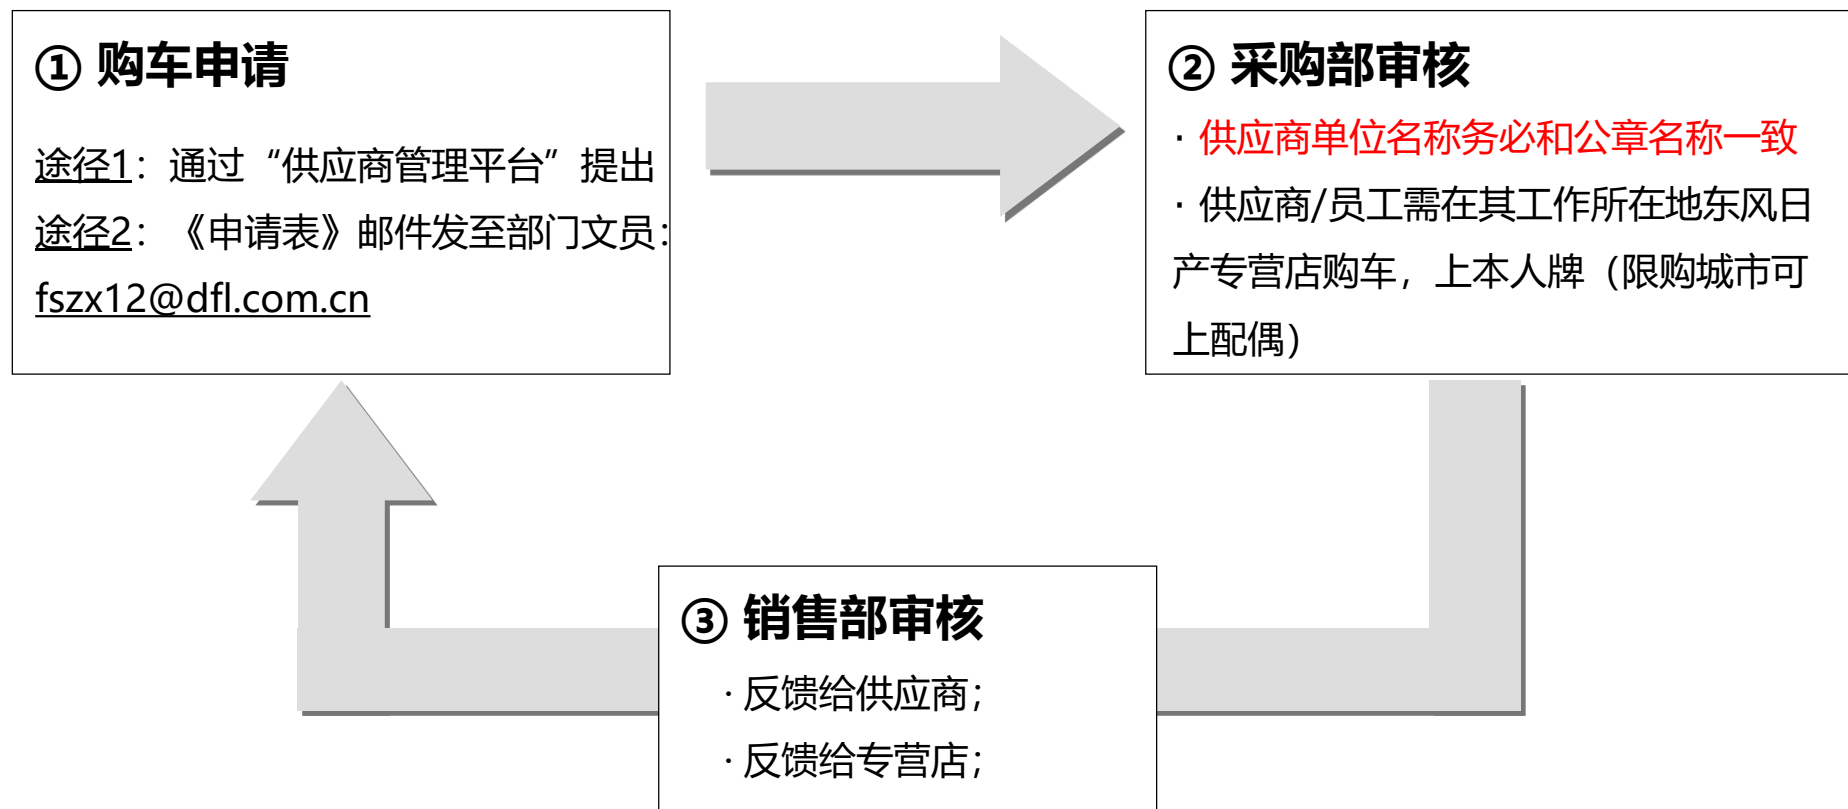 ① 购车申请
途径1：通过“供应商管理平台”提出
途径2：《申请表》邮件发至部门文员：
fszx12@dfl.com.cn
② 采购部审核
· 供应商单位名称务必和公章名称一致
· 供应商/员工需在其工作所在地东风日
产专营店购车，上本人牌（限购城市可
上配偶）
③ 销售部审核
· 反馈给供应商；
· 反馈给专营店；